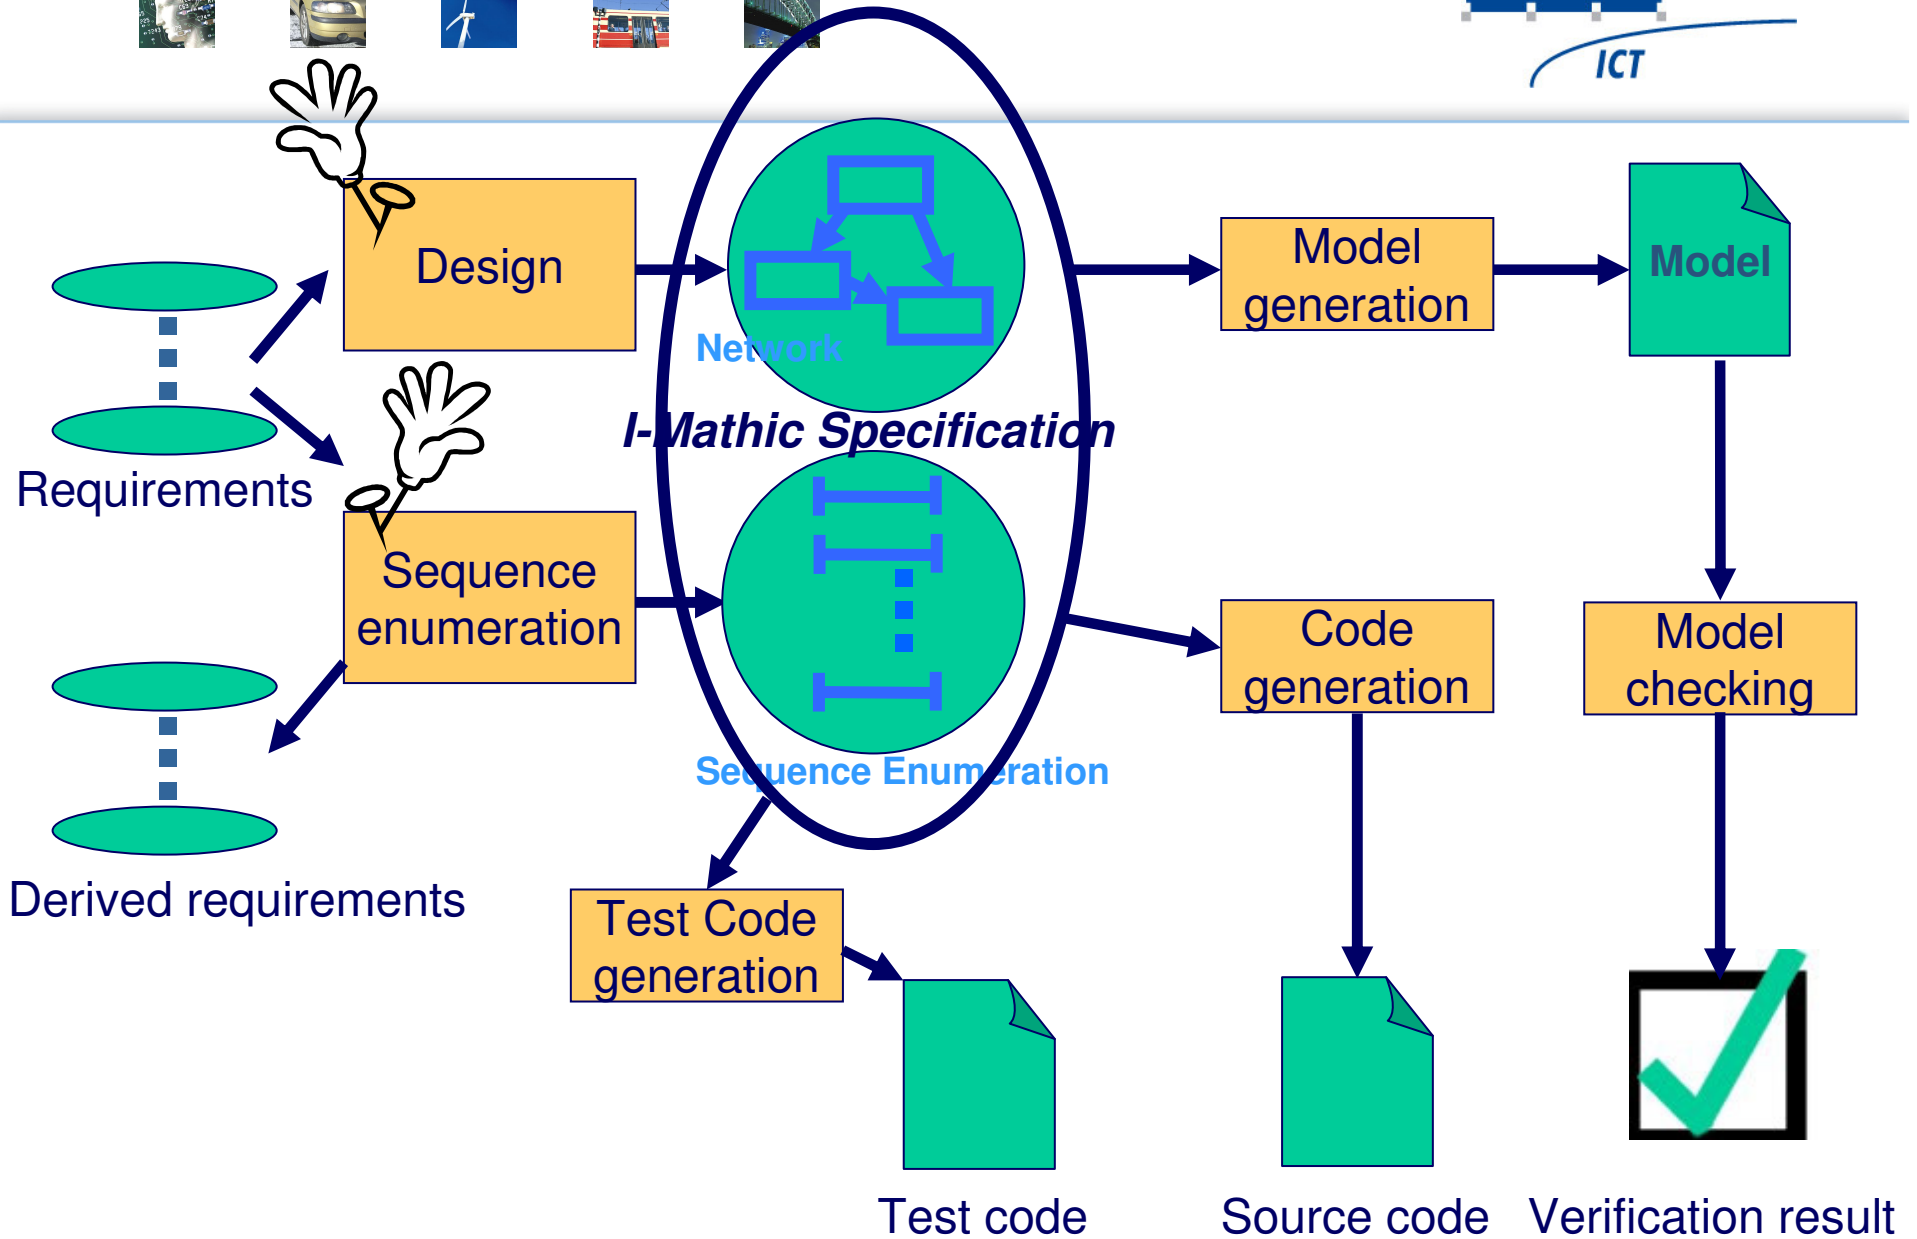 ICT
Design
Model
generation
Model
Network
I-Mathic Specification
Requirements
Sequence
enumeration
Code
generation
Model
checking
Sequence Enumeration
Derived requirements
Test Code
generation
Test code
Source code
Verification result